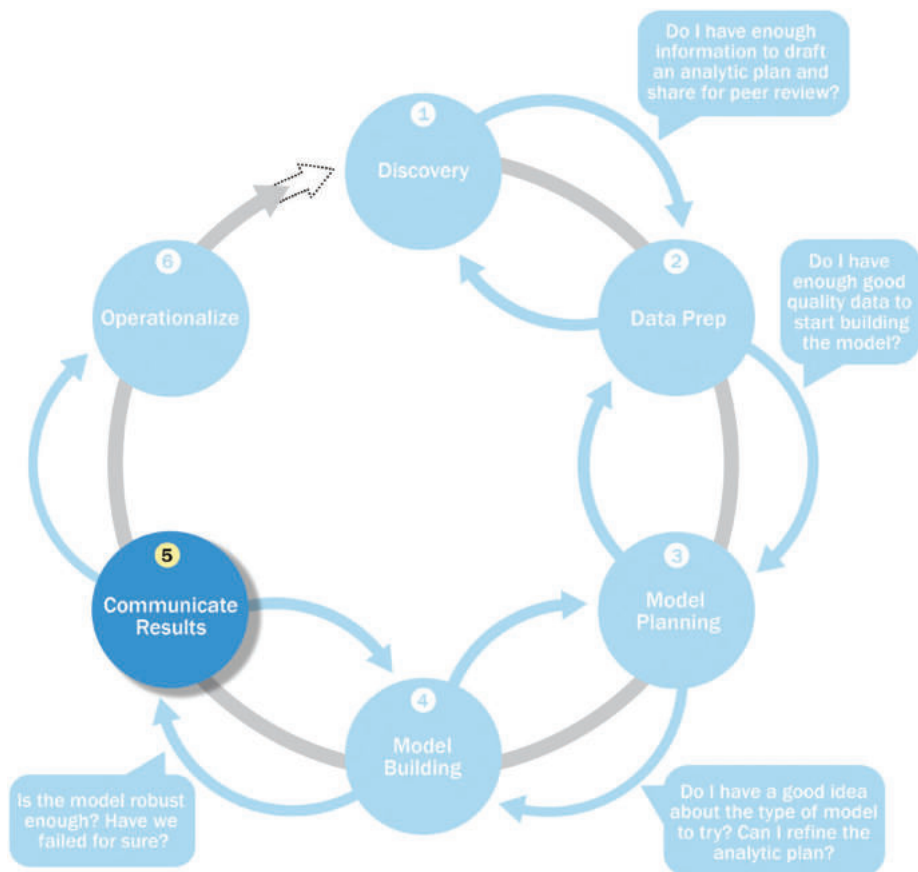 Do I have enough
information to draft
an analytic plan and
share for peer review?
1
Discovery
2
Data Prep
Do I have
enough good
quality data to
start building
the model?
6
Operationalize
3
Model
Planning
5
Communicate
Results
4
Model
Building
Is the model robust
enough? Have we
failed for sure?
Do I have a good idea
about the type of model
to try? Can I refine the
analytic plan?